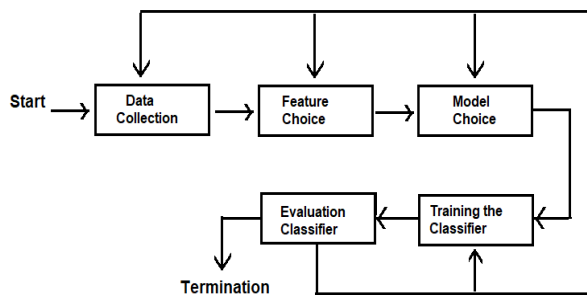 Start
Data
Collection
Feature
Choice
Model
Choice
Evaluation
Classifier
Training the
Classifier
Termination